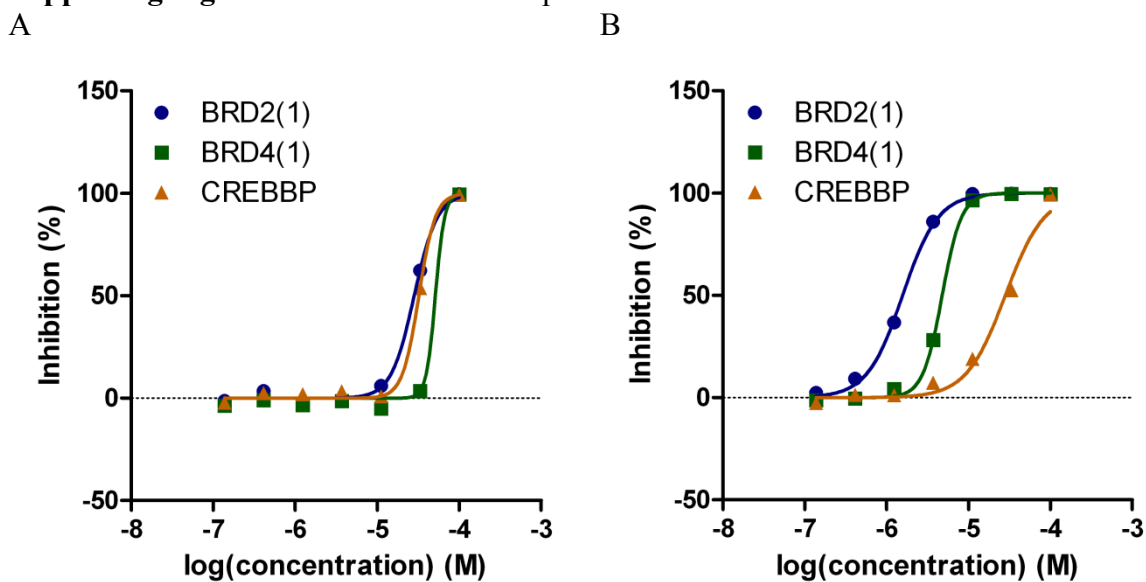 A
B
150
100
50
0
-50
Inhibition (%)
BRD2(1)
BRD4(1)
CREBBP
-8 -7 -6 -5 -4 -3
log(concentration) (M)
150
100
50
0
-50
Inhibition (%)
BRD2(1)
BRD4(1)
CREBBP
-8 -7 -6 -5 -4 -3
log(concentration) (M)